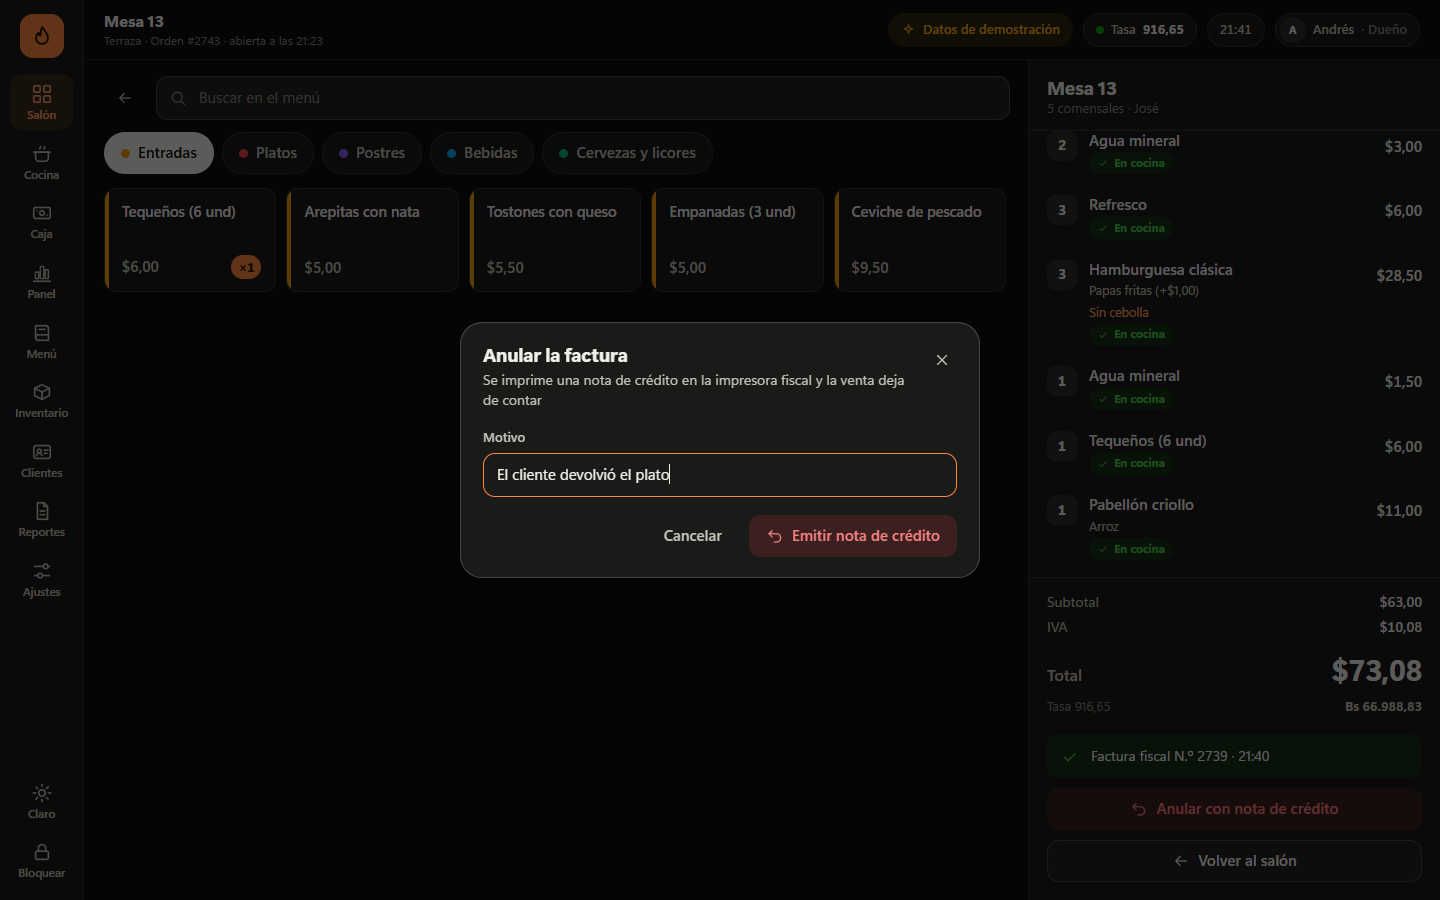 Mesa 13
Terraza · Orden #2743 · abierta a las 21:23
Datos de demostración
Tasa 916,65
21:41
A Andrés · Dueño
Salón
Cocina
Caja
Panel
Menú
Inventario
Clientes
Reportes
Ajustes
Claro
Bloquear
Buscar en el menú
Entradas
Platos
Postres
Bebidas
Cervezas y licores
Tequeños (6 und)
$6,00
×1
Arepitas con nata
$5,00
Tostones con queso
$5,50
Empanadas (3 und)
$5,00
Ceviche de pescado
$9,50
Anular la factura
Se imprime una nota de crédito en la impresora fiscal y la venta deja
de contar
Motivo
El cliente devolvió el plato
Cancelar
Emitir nota de crédito
Mesa 13
5 comensales · José
2 Agua mineral $3,00
En cocina
3 Refresco $6,00
En cocina
3 Hamburguesa clásica $28,50
Papas fritas (+$1,00)
Sin cebolla
En cocina
1 Agua mineral $1,50
En cocina
1 Tequeños (6 und) $6,00
En cocina
1 Pabellón criollo $11,00
Arroz
En cocina
Subtotal $63,00
IVA $10,08
Total $73,08
Tasa 916,65 Bs 66.988,83
Factura fiscal N.º 2739 · 21:40
Anular con nota de crédito
Volver al salón